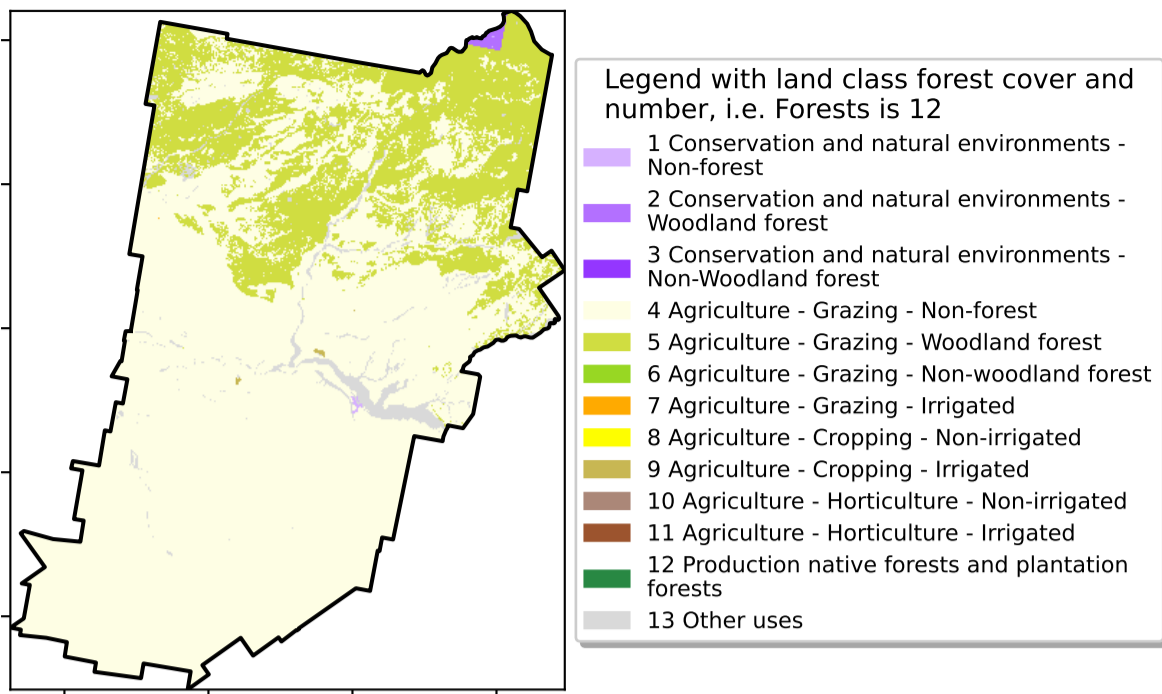 Legend with land class forest cover and
number, i.e. Forests is 12
1 Conservation and natural environments -
Non-forest
2 Conservation and natural environments -
Woodland forest
3 Conservation and natural environments -
Non-Woodland forest
4 Agriculture - Grazing - Non-forest
5 Agriculture - Grazing - Woodland forest
6 Agriculture - Grazing - Non-woodland forest
7 Agriculture - Grazing - Irrigated
8 Agriculture - Cropping - Non-irrigated
9 Agriculture - Cropping - Irrigated
10 Agriculture - Horticulture - Non-irrigated
11 Agriculture - Horticulture - Irrigated
12 Production native forests and plantation
forests
13 Other uses